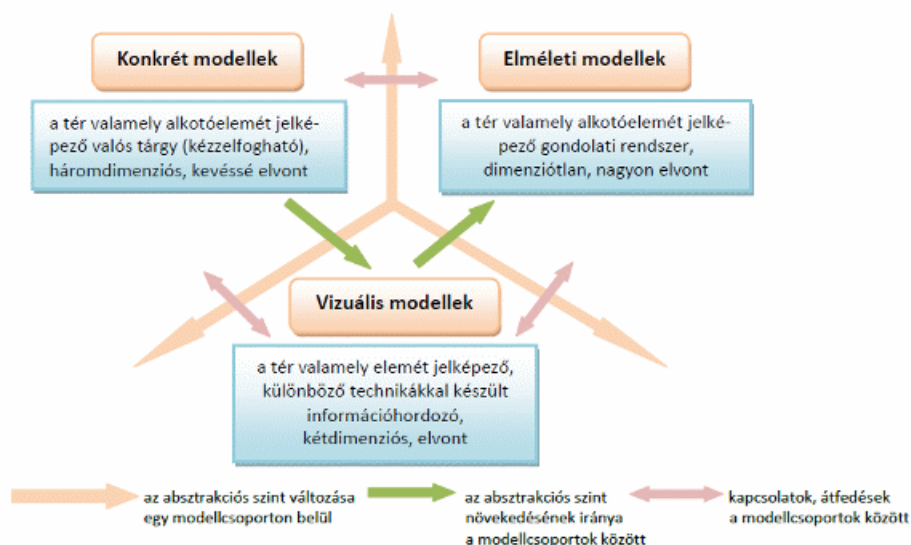 Konkrét modellek
a tér valamely alkotóelemét jelké-
pező valós tárgy (kézzelfogható),
háromdimenziós, kevéssé elvont
Elméleti modellek
a tér valamely alkotóelemét jelké-
pező gondolati rendszer,
dimenziótlan, nagyon elvont
Vizuális modellek
a tér valamely elemét jelképező,
különböző technikákkal készült
információhordozó,
kétdimenziós, elvont
az absztrakciós szint változása
egy modellcsoporton belül
az absztrakciós szint
növekedésének iránya
a modellcsoportok között
kapcsolatok, átfedések
a modellcsoportok között